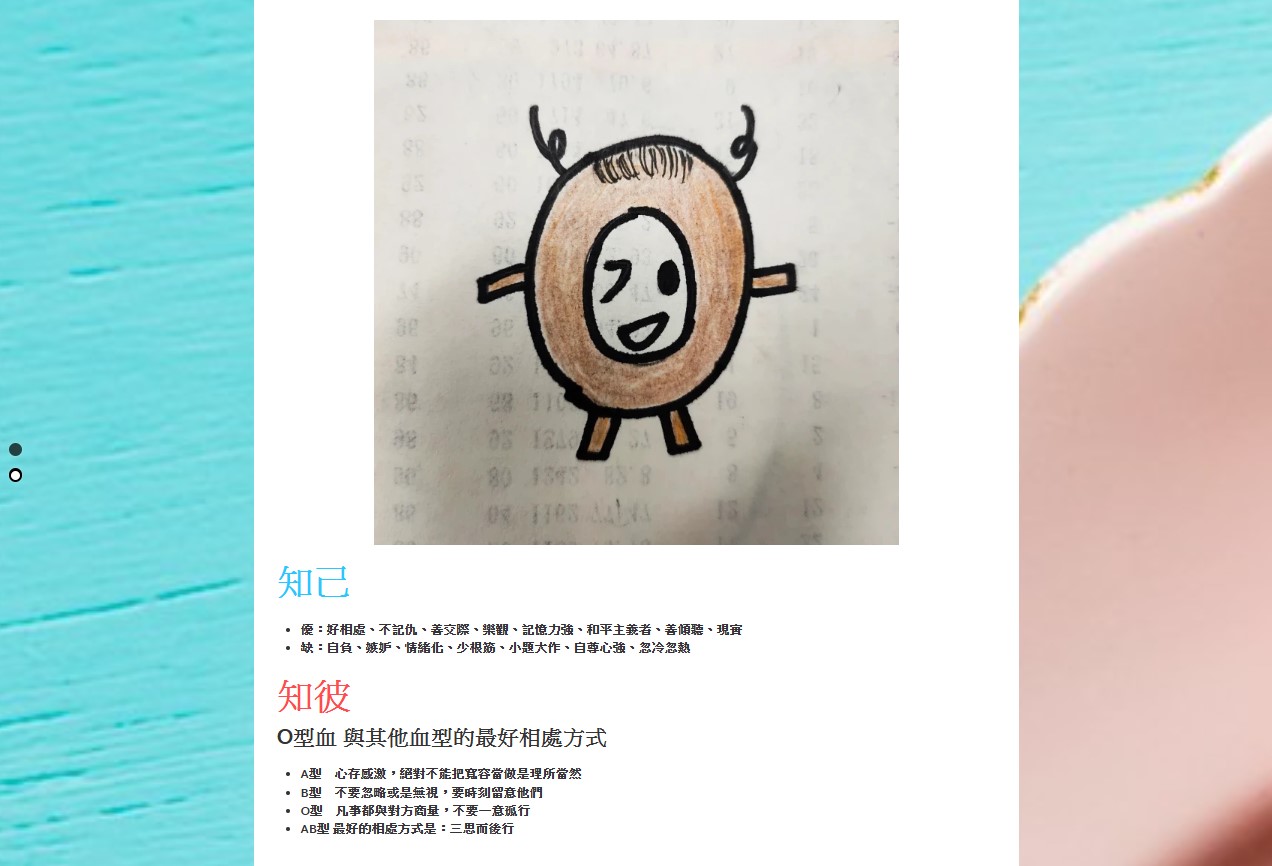 知己
優：好相處、不記仇、善交際、樂觀、記憶力強、和平主義者、善傾聽、現實
缺：自負、嫉妒、情緒化、少根筋、小題大作、自尊心強、忽冷忽熱
知彼
O型血 與其他血型的最好相處方式
A型　心存感激，絕對不能把寬容當做是理所當然
B型　不要忽略或是無視，要時刻留意他們
O型　凡事都與對方商量，不要一意孤行
AB型 最好的相處方式是：三思而後行